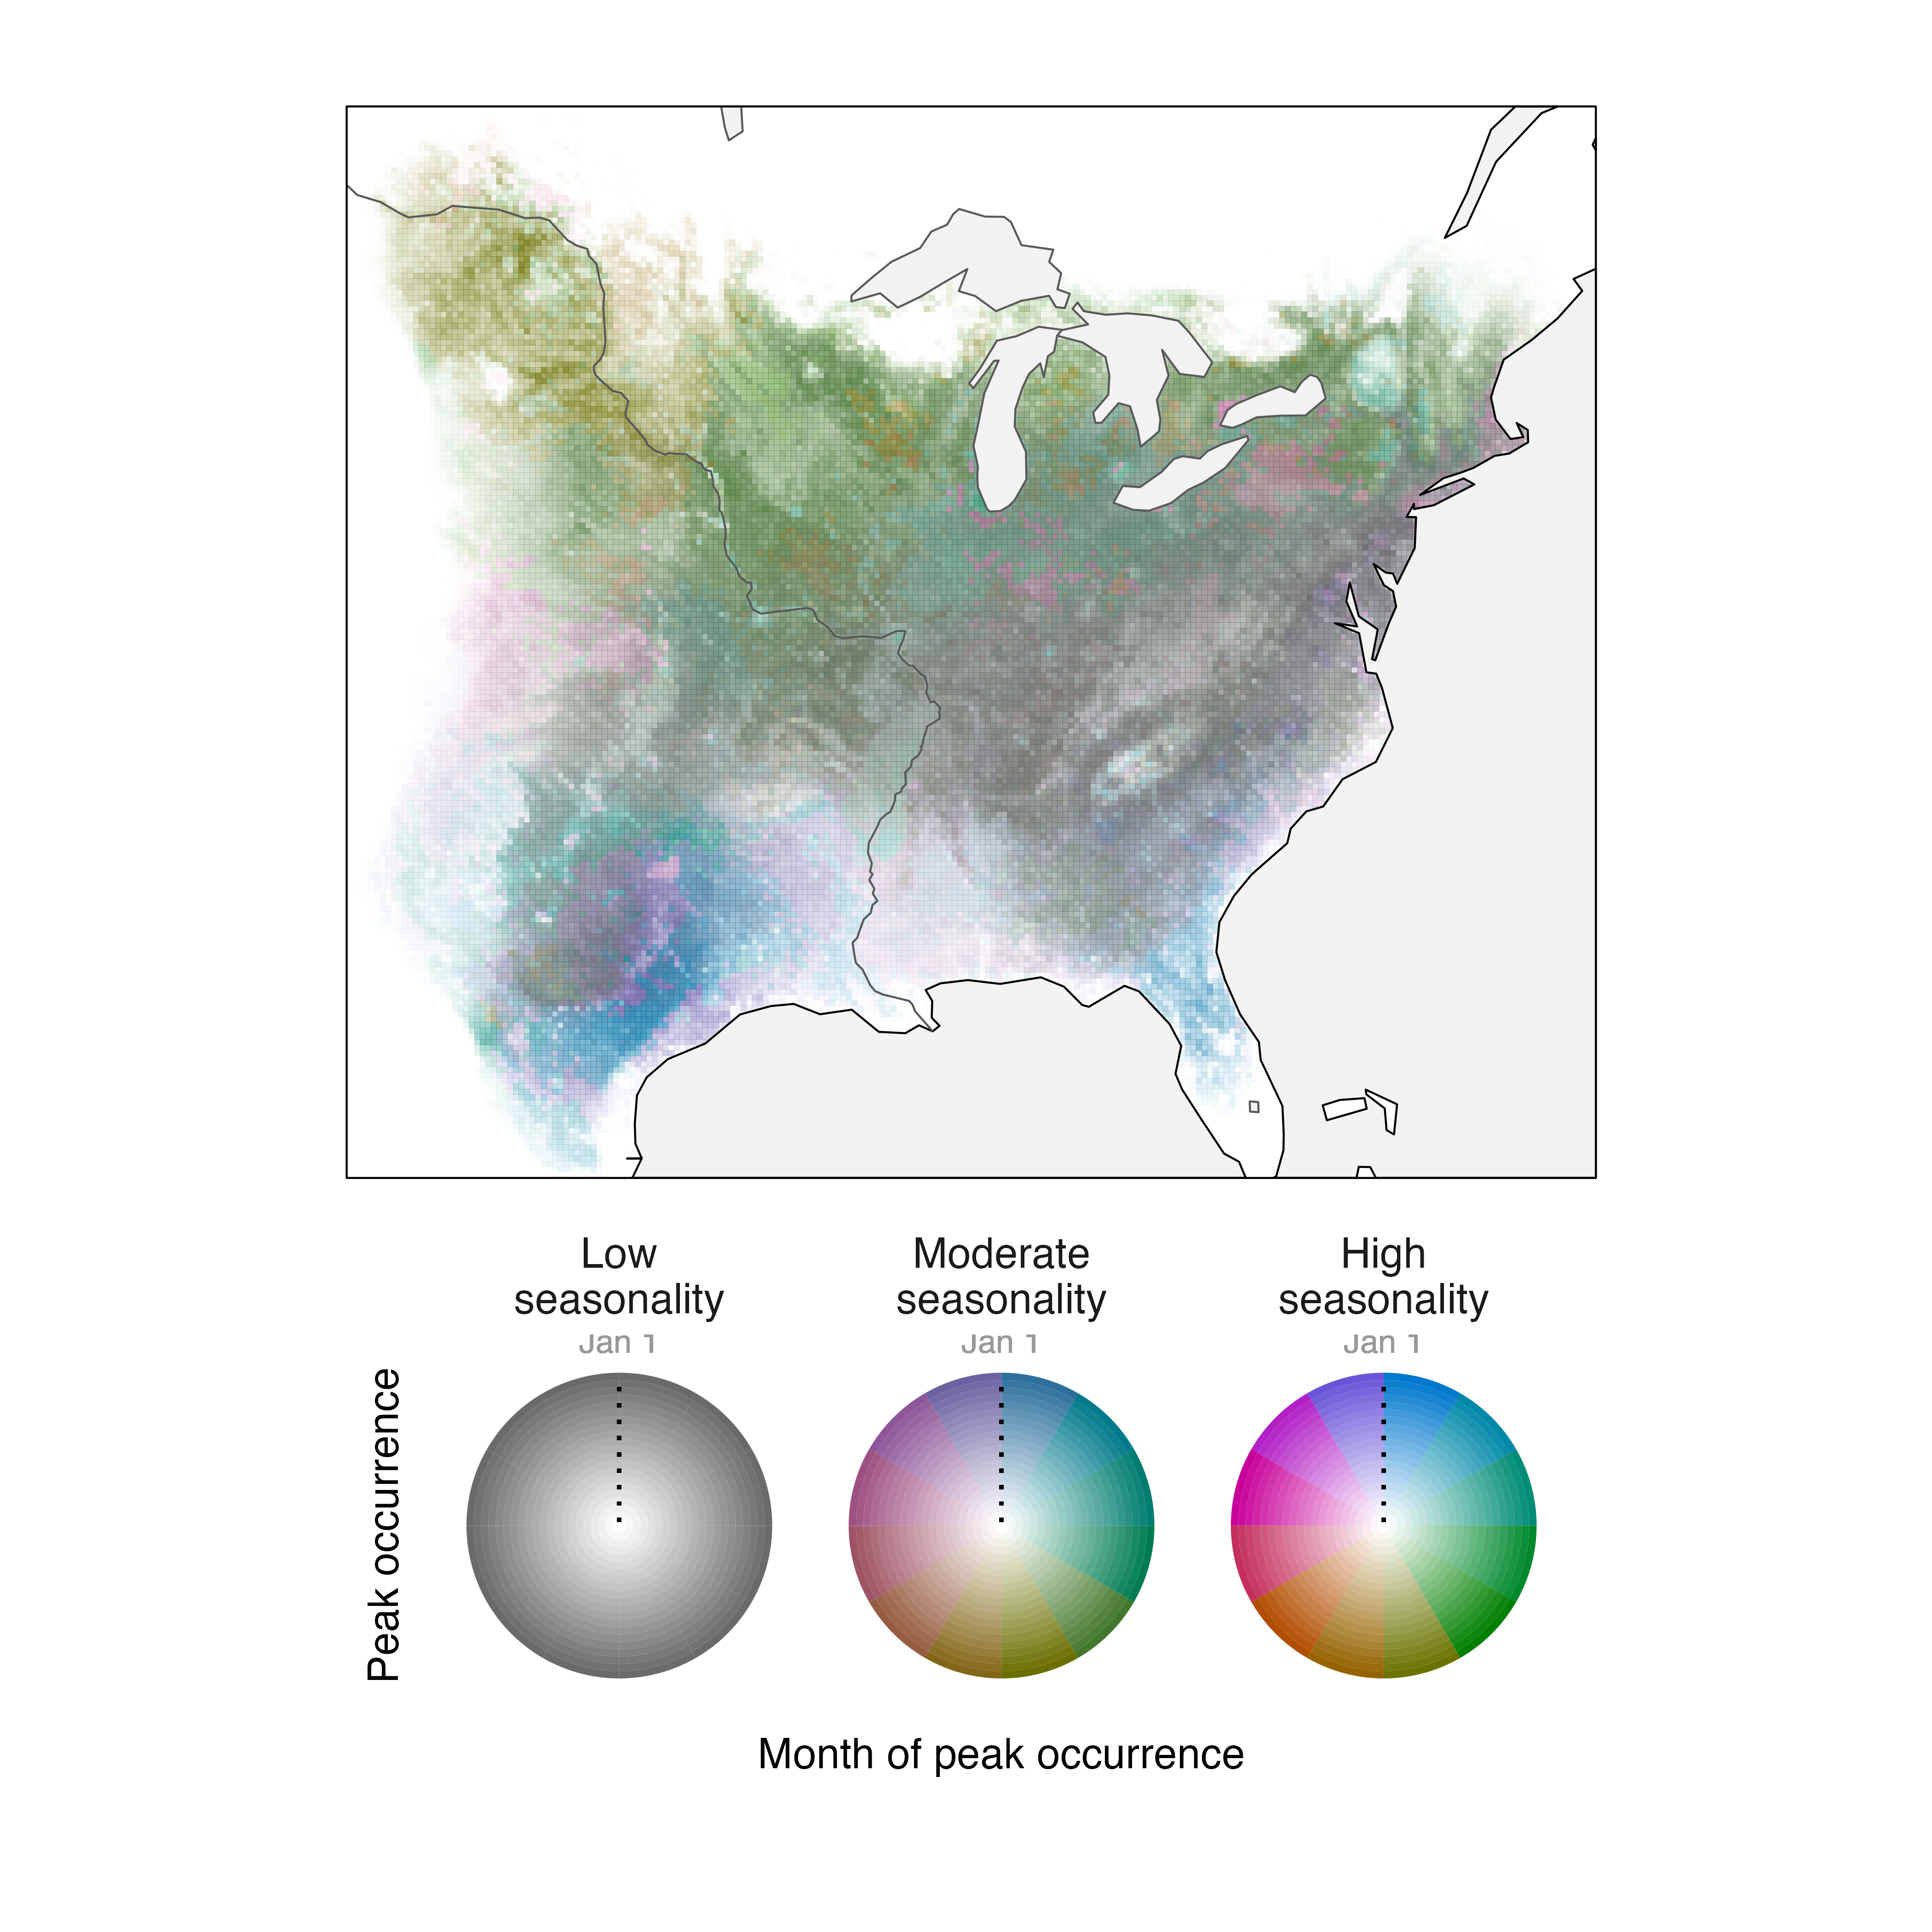 Low
seasonality
Jan 1
Moderate
seasonality
Jan 1
High
seasonality
Jan 1
Peak occurrence
Month of peak occurrence